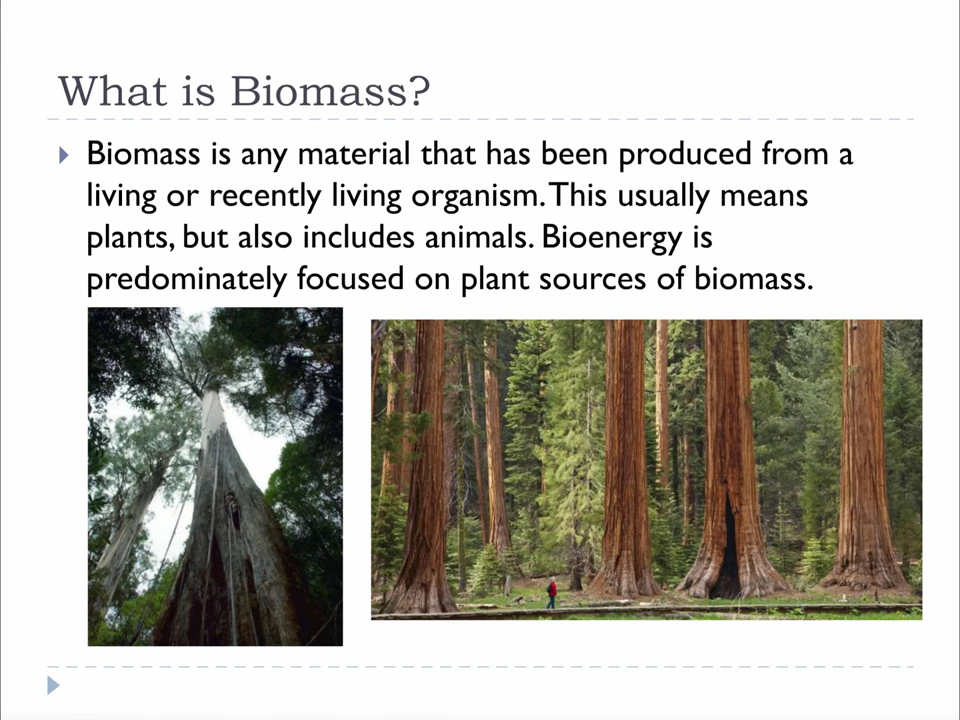 What is Biomass?
Biomass is any material that has been produced from a
living or recently living organism. This usually means
plants, but also includes animals. Bioenergy is
predominately focused on plant sources of biomass.